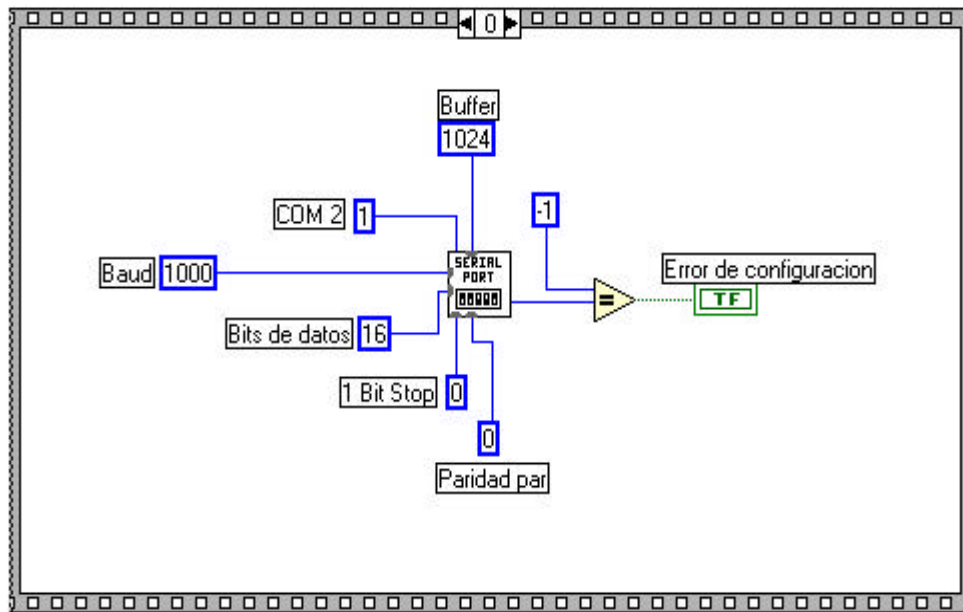 0
Buffer
1024
COM 2 1
-1
SERIAL
PORT
Baud 1000
Error de configuracion
=
TF
Bits de datos 16
1 Bit Stop 0
0
Paridad par